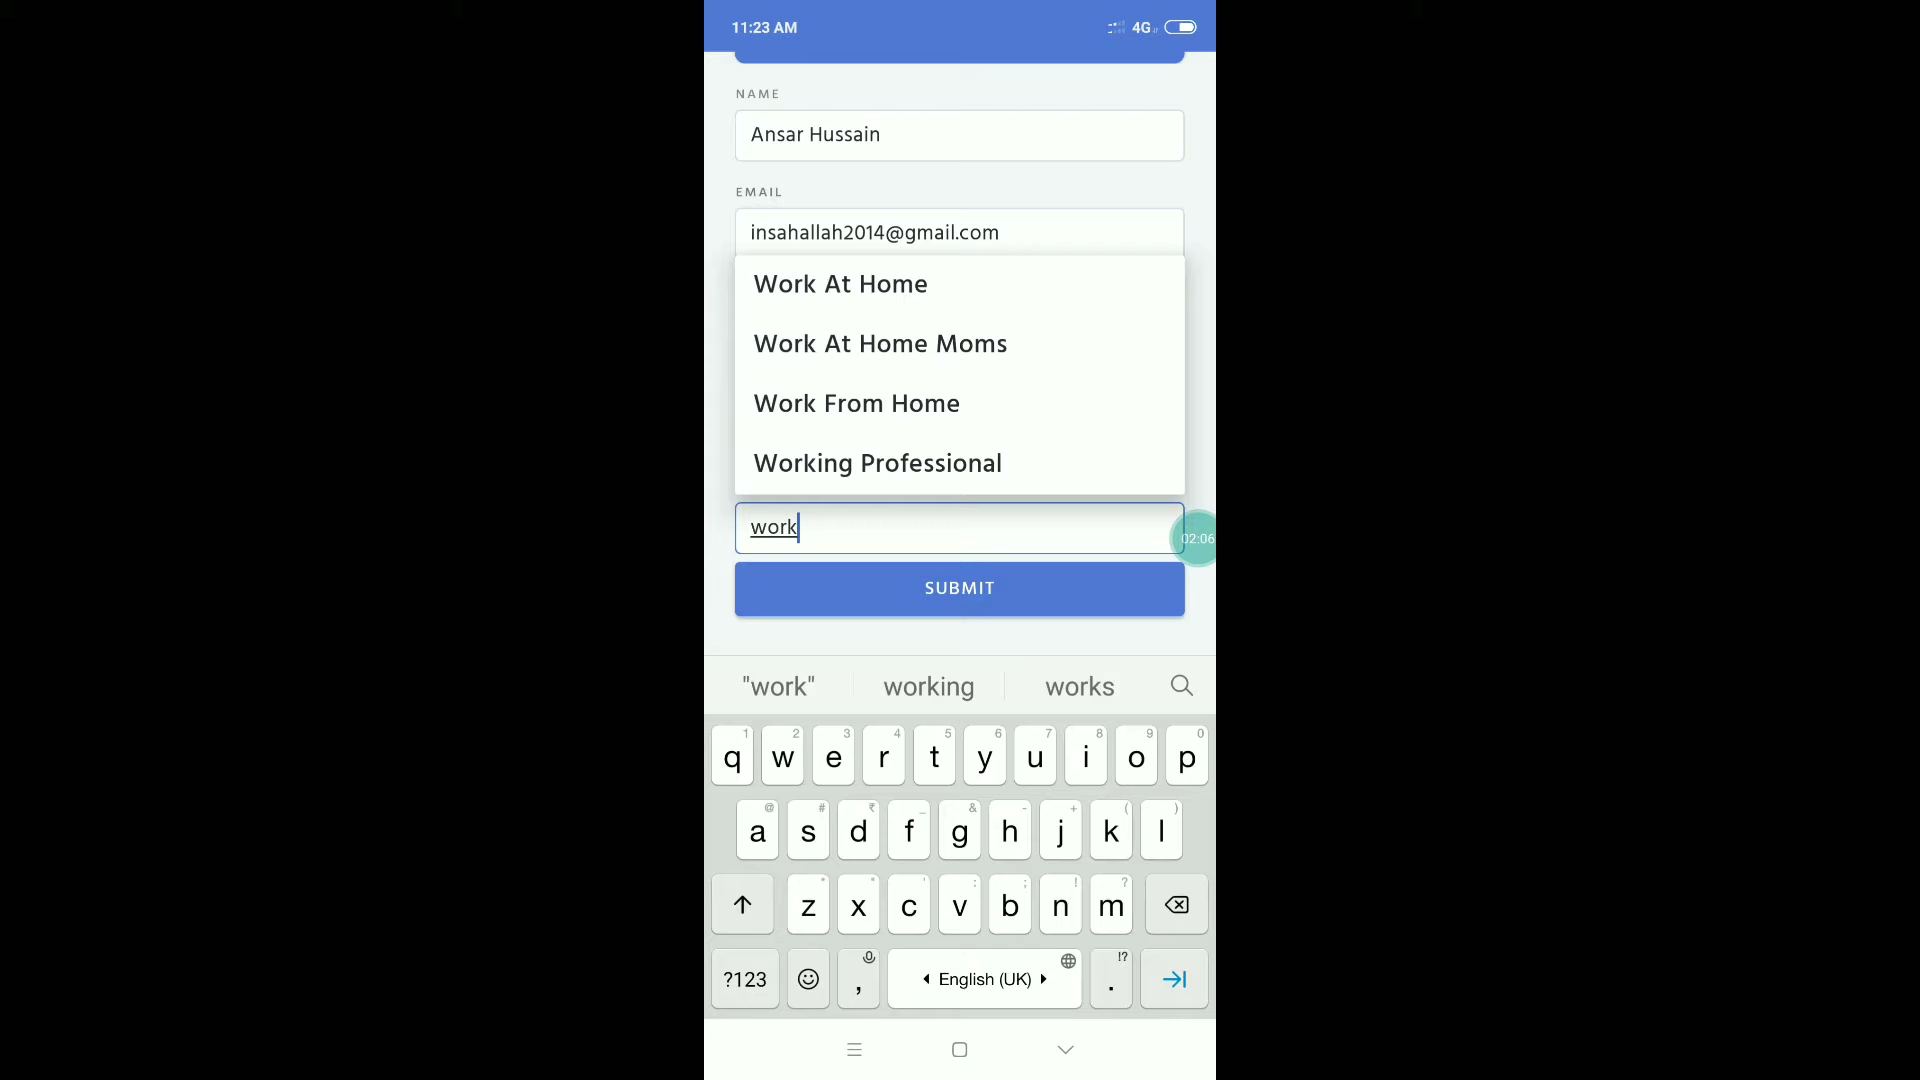 11:23 AM 4G
NAME
Ansar Hussain
EMAIL
insahallah2014@gmail.com
Work At Home
Work At Home Moms
Work From Home
Working Professional
work
02:06
SUBMIT
"work" working works
1 2 3 4 5 6 7 8 9 0
q w e r t y u i o p
@ # ₹ _ & - + ( )
a s d f g h j k l
* " ' : ; ! ?
z x c v b n m
!?
?123 , English (UK) .